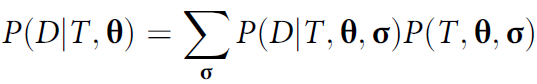 P(D|T, θ) = ∑_σ P(D|T, θ, σ)P(T, θ, σ)